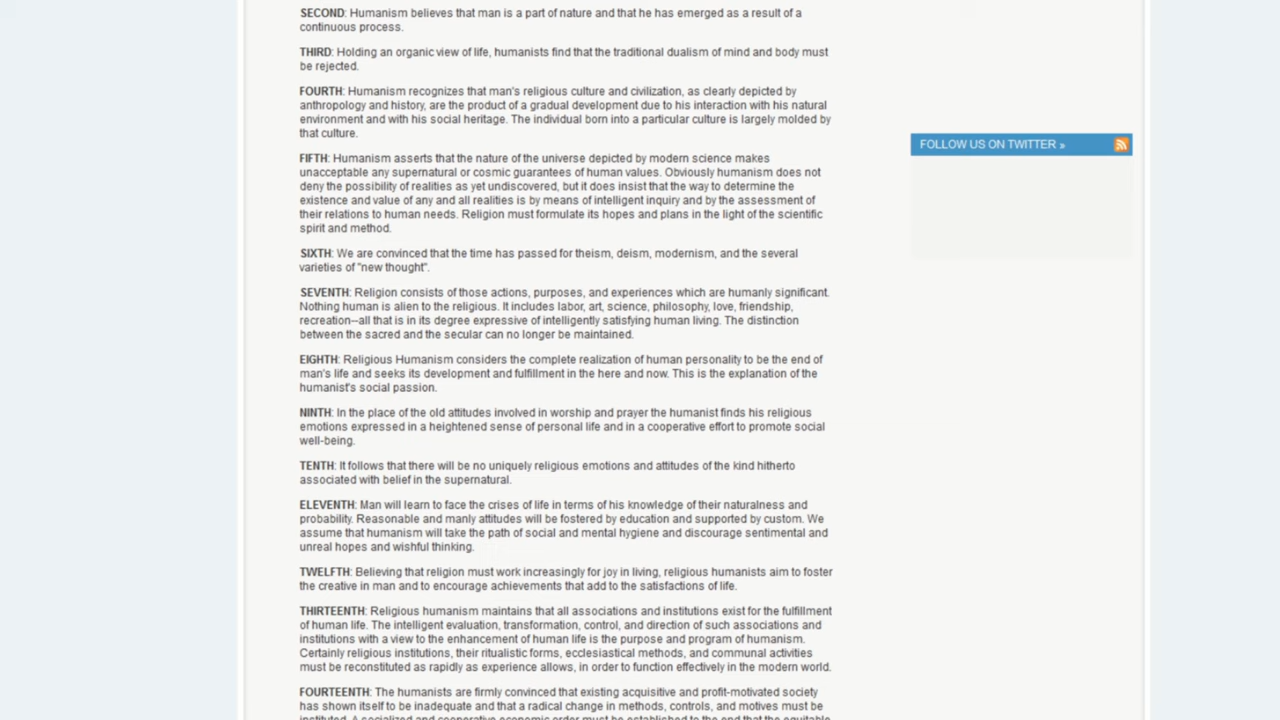 SECOND: Humanism believes that man is a part of nature and that he has emerged as a result of a
continuous process.
THIRD: Holding an organic view of life, humanists find that the traditional dualism of mind and body must
be rejected.
FOURTH: Humanism recognizes that man's religious culture and civilization, as clearly depicted by
anthropology and history, are the product of a gradual development due to his interaction with his natural
environment and with his social heritage. The individual born into a particular culture is largely molded by
that culture.
FIFTH: Humanism asserts that the nature of the universe depicted by modern science makes
unacceptable any supernatural or cosmic guarantees of human values. Obviously humanism does not
deny the possibility of realities as yet undiscovered, but it does insist that the way to determine the
existence and value of any and all realities is by means of intelligent inquiry and by the assessment of
their relations to human needs. Religion must formulate its hopes and plans in the light of the scientific
spirit and method.
SIXTH: We are convinced that the time has passed for theism, deism, modernism, and the several
varieties of "new thought".
SEVENTH: Religion consists of those actions, purposes, and experiences which are humanly significant.
Nothing human is alien to the religious. It includes labor, art, science, philosophy, love, friendship,
recreation--all that is in its degree expressive of intelligently satisfying human living. The distinction
between the sacred and the secular can no longer be maintained.
EIGHTH: Religious Humanism considers the complete realization of human personality to be the end of
man's life and seeks its development and fulfillment in the here and now. This is the explanation of the
humanist's social passion.
NINTH: In the place of the old attitudes involved in worship and prayer the humanist finds his religious
emotions expressed in a heightened sense of personal life and in a cooperative effort to promote social
well-being.
TENTH: It follows that there will be no uniquely religious emotions and attitudes of the kind hitherto
associated with belief in the supernatural.
ELEVENTH: Man will learn to face the crises of life in terms of his knowledge of their naturalness and
probability. Reasonable and manly attitudes will be fostered by education and supported by custom. We
assume that humanism will take the path of social and mental hygiene and discourage sentimental and
unreal hopes and wishful thinking.
TWELFTH: Believing that religion must work increasingly for joy in living, religious humanists aim to foster
the creative in man and to encourage achievements that add to the satisfactions of life.
THIRTEENTH: Religious humanism maintains that all associations and institutions exist for the fulfillment
of human life. The intelligent evaluation, transformation, control, and direction of such associations and
institutions with a view to the enhancement of human life is the purpose and program of humanism.
Certainly religious institutions, their ritualistic forms, ecclesiastical methods, and communal activities
must be reconstituted as rapidly as experience allows, in order to function effectively in the modern world.
FOURTEENTH: The humanists are firmly convinced that existing acquisitive and profit-motivated society
has shown itself to be inadequate and that a radical change in methods, controls, and motives must be
instituted. A socialized and cooperative economic order must be established to the end that the equitable
FOLLOW US ON TWITTER »